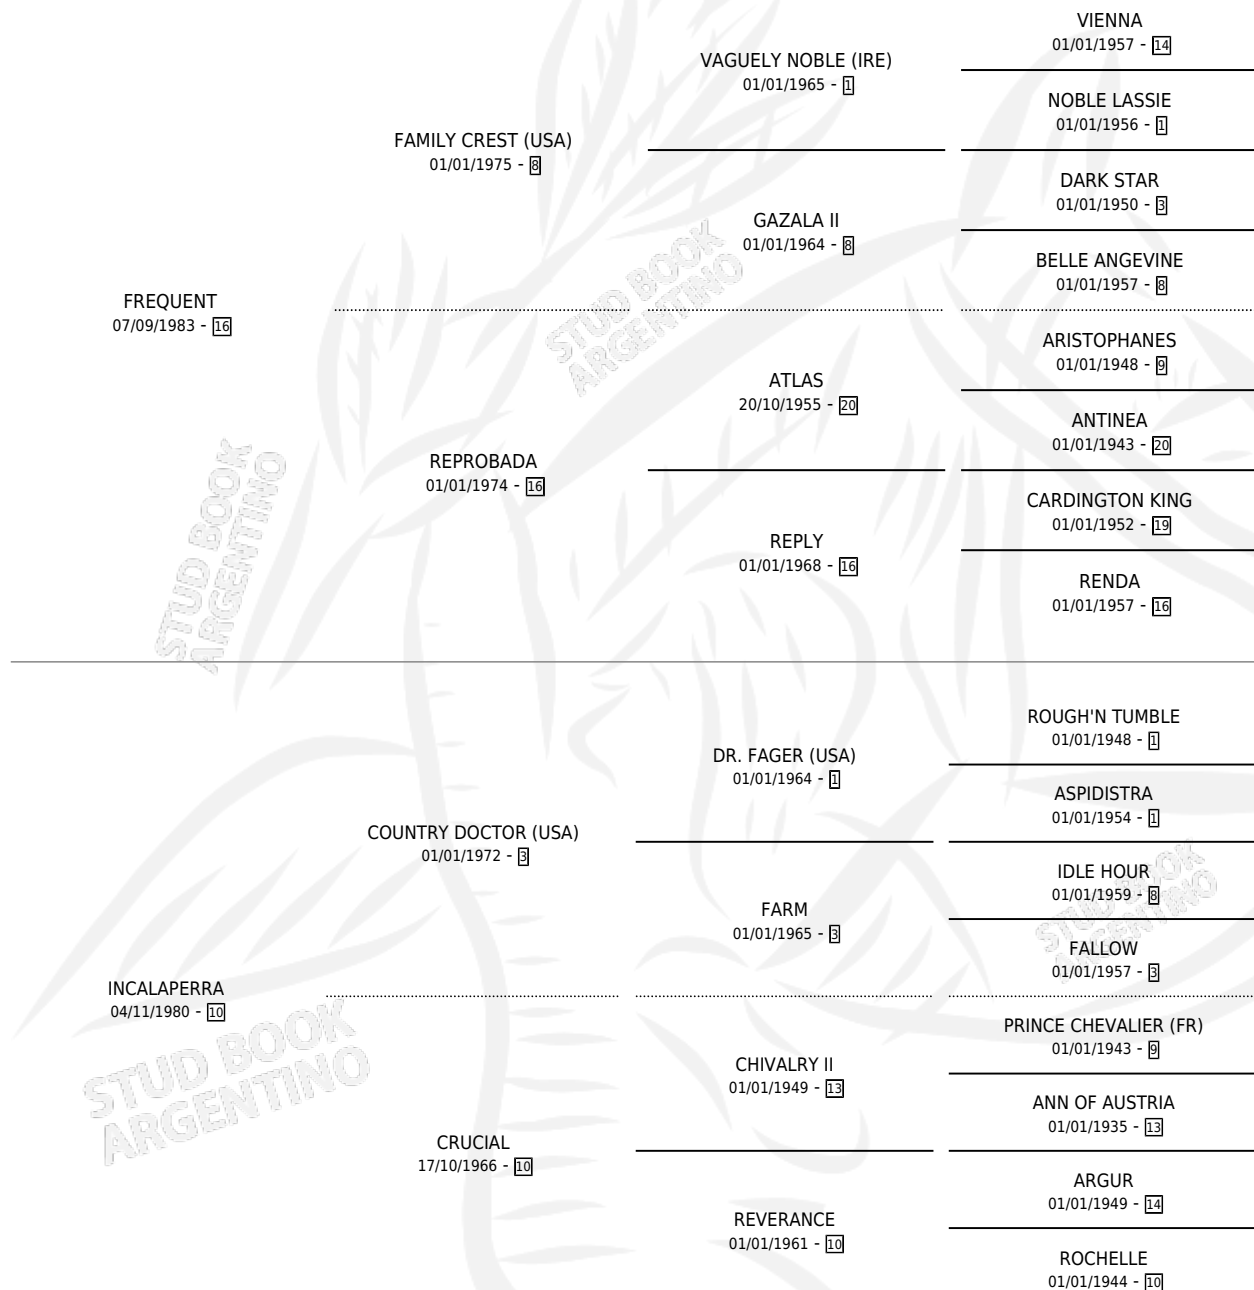 VIENNA
01/01/1957 - 14
VAGUELY NOBLE (IRE)
01/01/1965 - 1
NOBLE LASSIE
01/01/1956 - 1
FAMILY CREST (USA)
01/01/1975 - 8
DARK STAR
01/01/1950 - 3
GAZALA II
01/01/1964 - 8
BELLE ANGEVINE
01/01/1957 - 8
FREQUENT
07/09/1983 - 16
ARISTOPHANES
01/01/1948 - 9
ATLAS
20/10/1955 - 20
ANTINEA
01/01/1943 - 20
REPROBADA
01/01/1974 - 16
CARDINGTON KING
01/01/1952 - 19
REPLY
01/01/1968 - 16
RENDA
01/01/1957 - 16
STUD BOOK
ARGENTINO
STUD BOOK
ARGENTINO
ROUGH'N TUMBLE
01/01/1948 - 1
DR. FAGER (USA)
01/01/1964 - 1
ASPIDISTRA
01/01/1954 - 1
COUNTRY DOCTOR (USA)
01/01/1972 - 3
IDLE HOUR
01/01/1959 - 8
FARM
01/01/1965 - 3
FALLOW
01/01/1957 - 3
STUD BOOK
ARGENTINO
INCALAPERRA
04/11/1980 - 10
PRINCE CHEVALIER (FR)
01/01/1943 - 9
CHIVALRY II
01/01/1949 - 13
ANN OF AUSTRIA
01/01/1935 - 13
STUD BOOK
ARGENTINO
CRUCIAL
17/10/1966 - 10
ARGUR
01/01/1949 - 14
REVERANCE
01/01/1961 - 10
ROCHELLE
01/01/1944 - 10